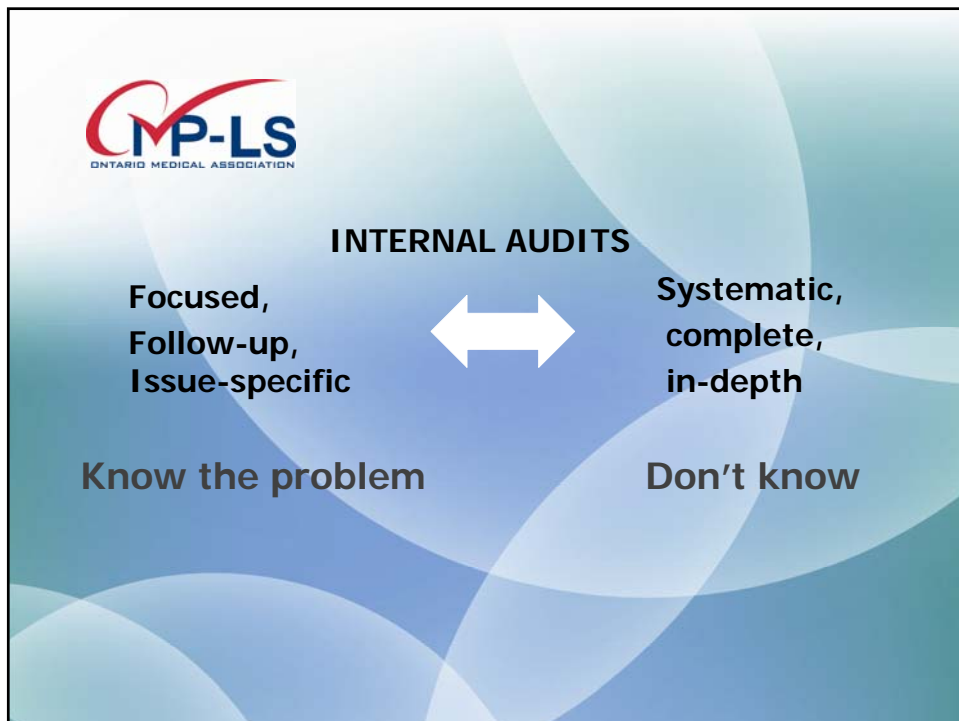 QMP-LS
ONTARIO MEDICAL ASSOCIATION
INTERNAL AUDITS
Focused,
Follow-up,
Issue-specific
Systematic,
complete,
in-depth
Know the problem
Don't know